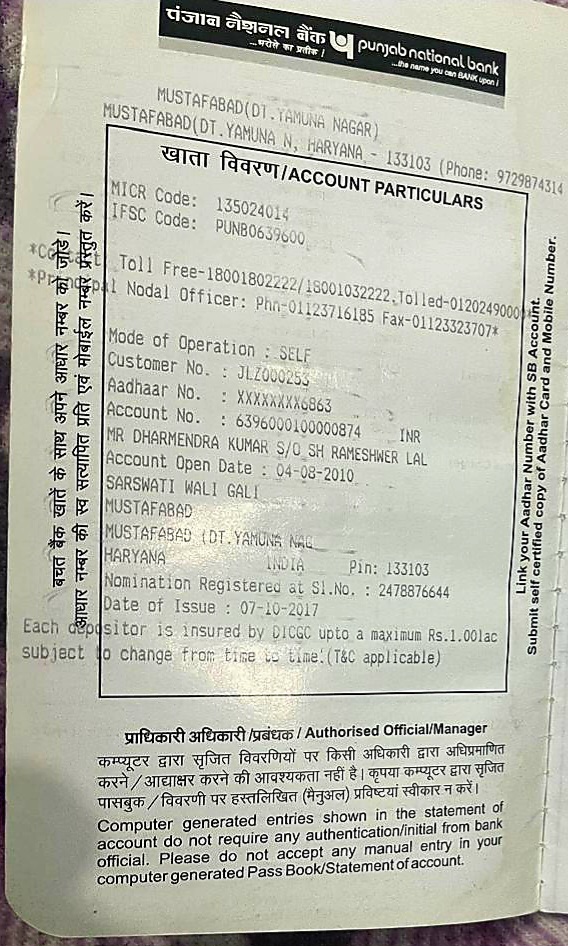 पंजाब नैशनल बैंक punjab national bank
...भरोसे का प्रतीक ! ...the name you can BANK upon !
MUSTAFABAD(DT.YAMUNA NAGAR)
MUSTAFABAD(DT.YAMUNA N, HARYANA - 133103 (Phone: 9729874314
खाता विवरण/ACCOUNT PARTICULARS
MICR Code: 135024014
IFSC Code: PUNB0639600
Toll Free-18001802222/18001032222,Tolled-0120249000*
*Principal Nodal Officer: Phn-01123716185 Fax-01123323707*
Mode of Operation : SELF
Customer No. : JLZ000253
Aadhaar No. : XXXXXXXX6863
Account No. : 6396000100000874 INR
MR DHARMENDRA KUMAR S/O SH RAMESHWER LAL
Account Open Date : 04-08-2010
SARSWATI WALI GALI
MUSTAFABAD
MUSTAFABAD (DT.YAMUNA NAG
HARYANA INDIA Pin: 133103
Nomination Registered at Sl.No. : 2478876644
Date of Issue : 07-10-2017
Each depositor is insured by DICGC upto a maximum Rs.1.00lac
subject to change from time to time.(T&C applicable)
प्राधिकारी अधिकारी/प्रबंधक / Authorised Official/Manager
कम्प्यूटर द्वारा सृजित विवरणियों पर किसी अधिकारी द्वारा अधिप्रमाणित
करने / आद्याक्षर करने की आवश्यकता नहीं है। कृपया कम्प्यूटर द्वारा सृजित
पासबुक / विवरणी पर हस्तलिखित (मैनुअल) प्रविष्टियां स्वीकार न करें।
Computer generated entries shown in the statement of
account do not require any authentication/initial from bank
official. Please do not accept any manual entry in your
computer generated Pass Book/Statement of account.
बचत बैंक खाते के साथ अपने आधार नम्बर को जोड़े।
आधार नम्बर की स्व सत्यापित प्रति एवं मोबाईल नम्बर प्रस्तुत करें।
Link your Aadhar Number with SB Account.
Submit self certified copy of Aadhar Card and Mobile Number.